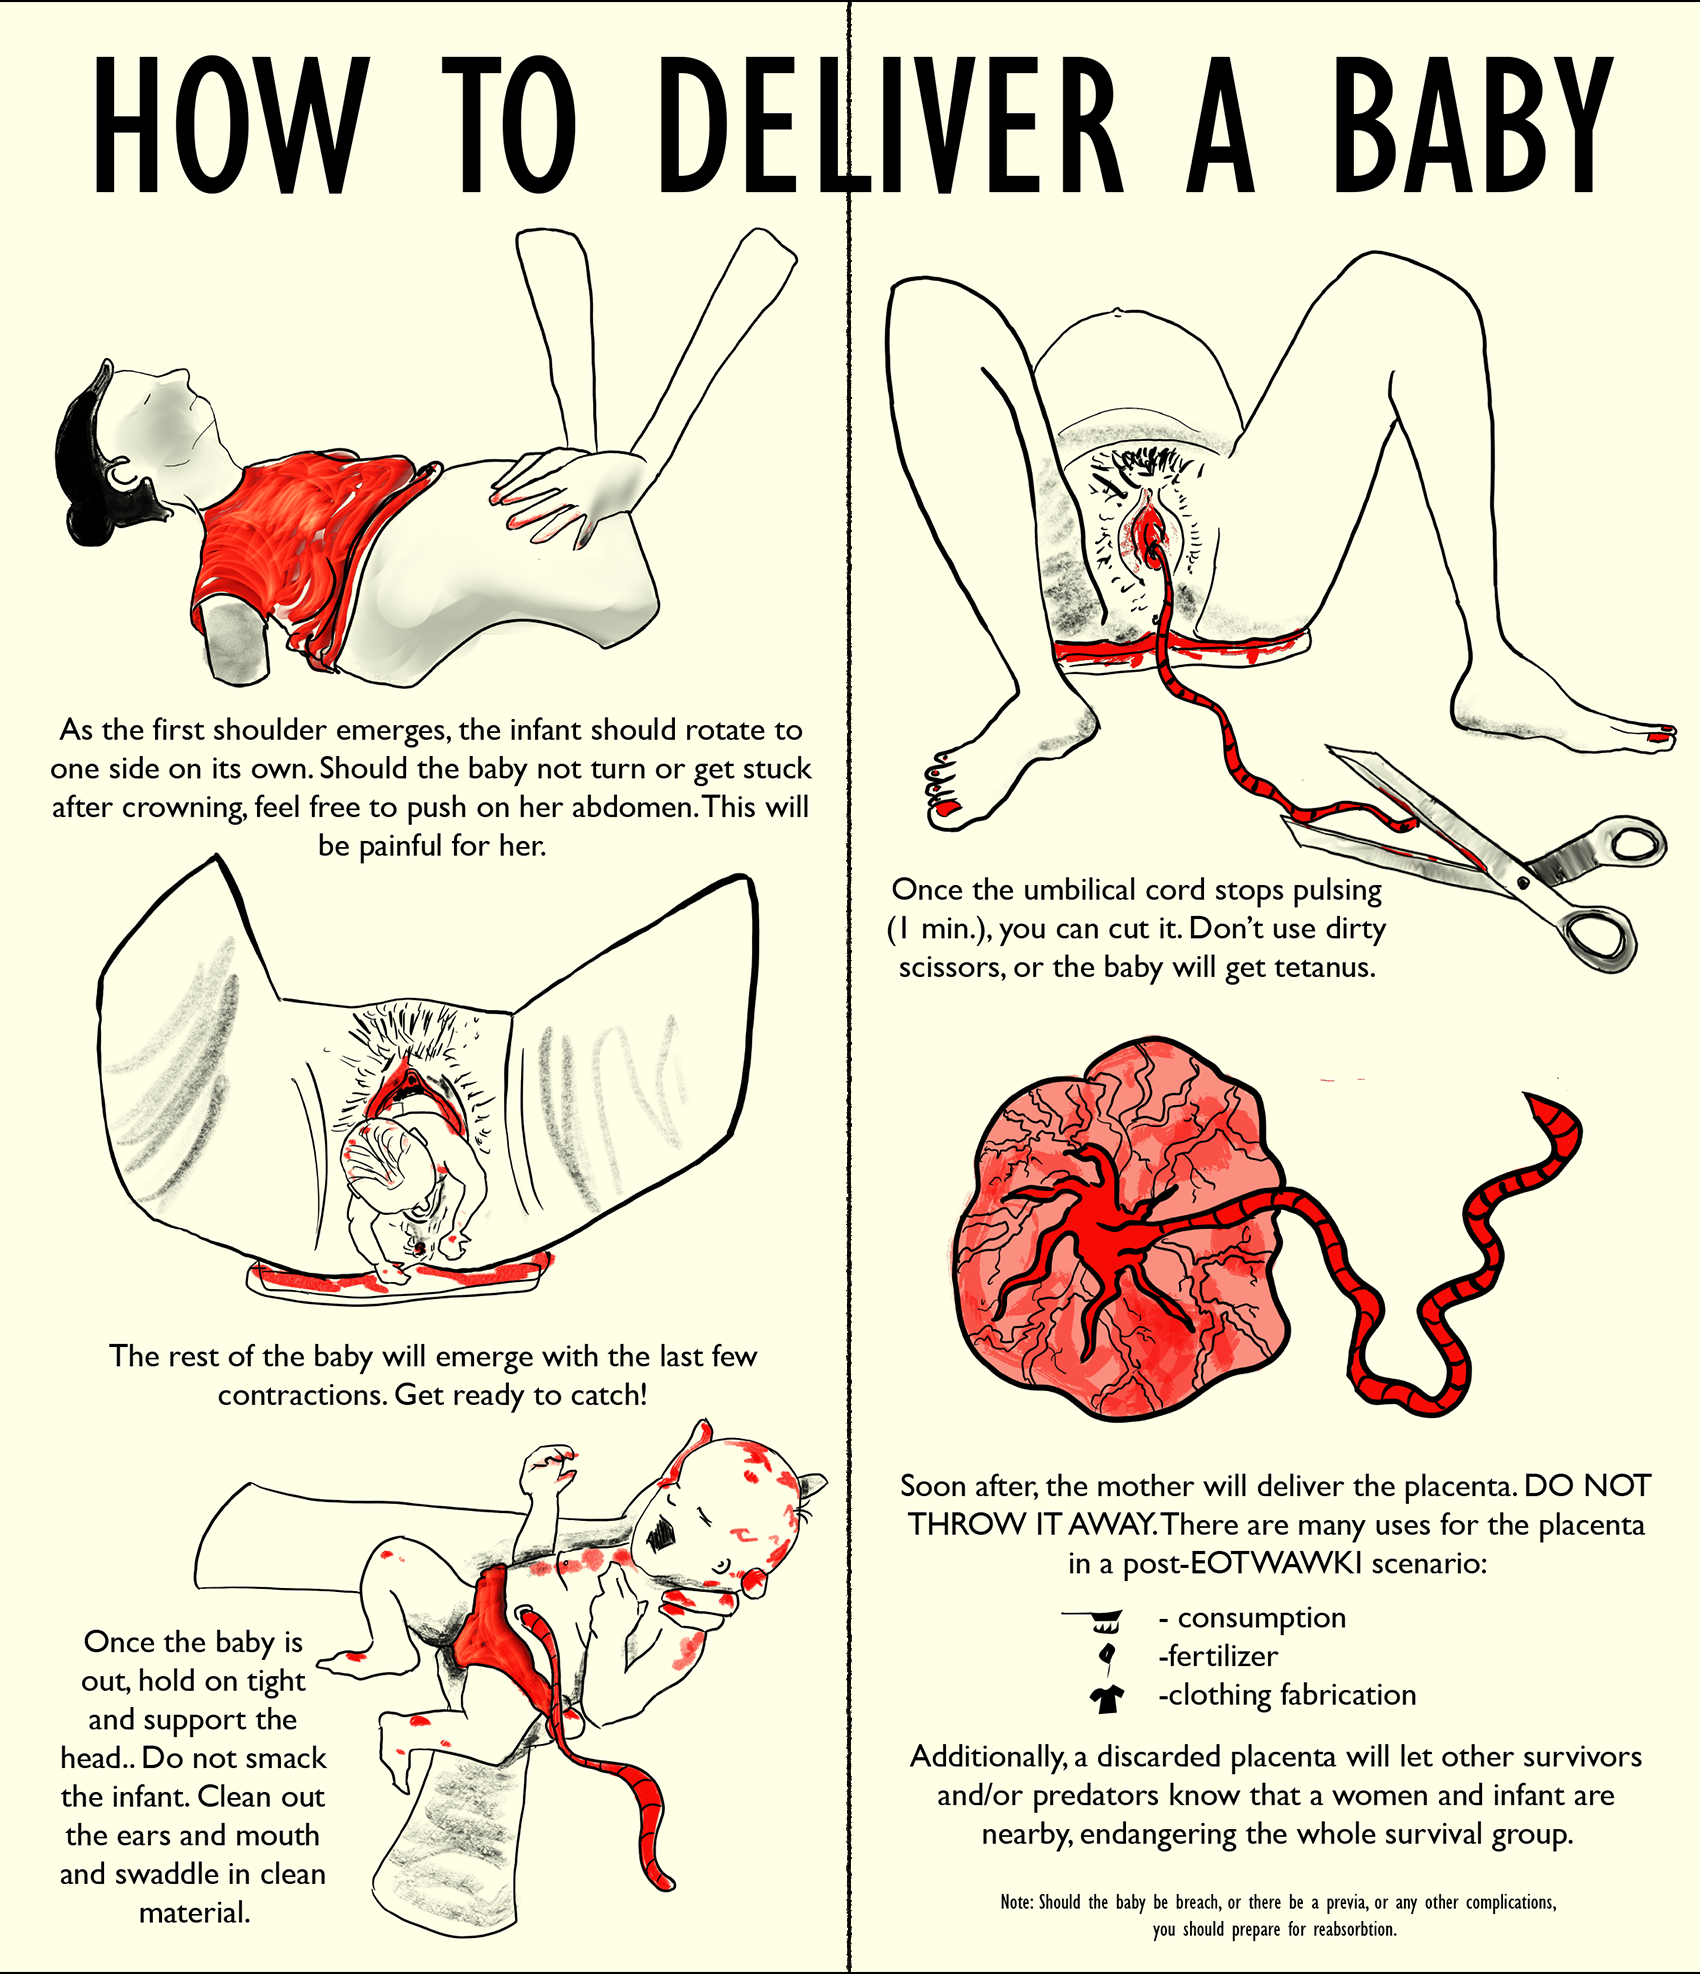 HOW TO DELIVER A BABY
As the first shoulder emerges, the infant should rotate to
one side on its own. Should the baby not turn or get stuck
after crowning, feel free to push on her abdomen. This will
be painful for her.
The rest of the baby will emerge with the last few
contractions. Get ready to catch!
Once the baby is
out, hold on tight
and support the
head.. Do not smack
the infant. Clean out
the ears and mouth
and swaddle in clean
material.
Once the umbilical cord stops pulsing
(1 min.), you can cut it. Don't use dirty
scissors, or the baby will get tetanus.
Soon after, the mother will deliver the placenta. DO NOT
THROW IT AWAY. There are many uses for the placenta
in a post-EOTWAWKI scenario:
- consumption
-fertilizer
-clothing fabrication
Additionally, a discarded placenta will let other survivors
and/or predators know that a women and infant are
nearby, endangering the whole survival group.
Note: Should the baby be breach, or there be a previa, or any other complications,
you should prepare for reabsorbtion.